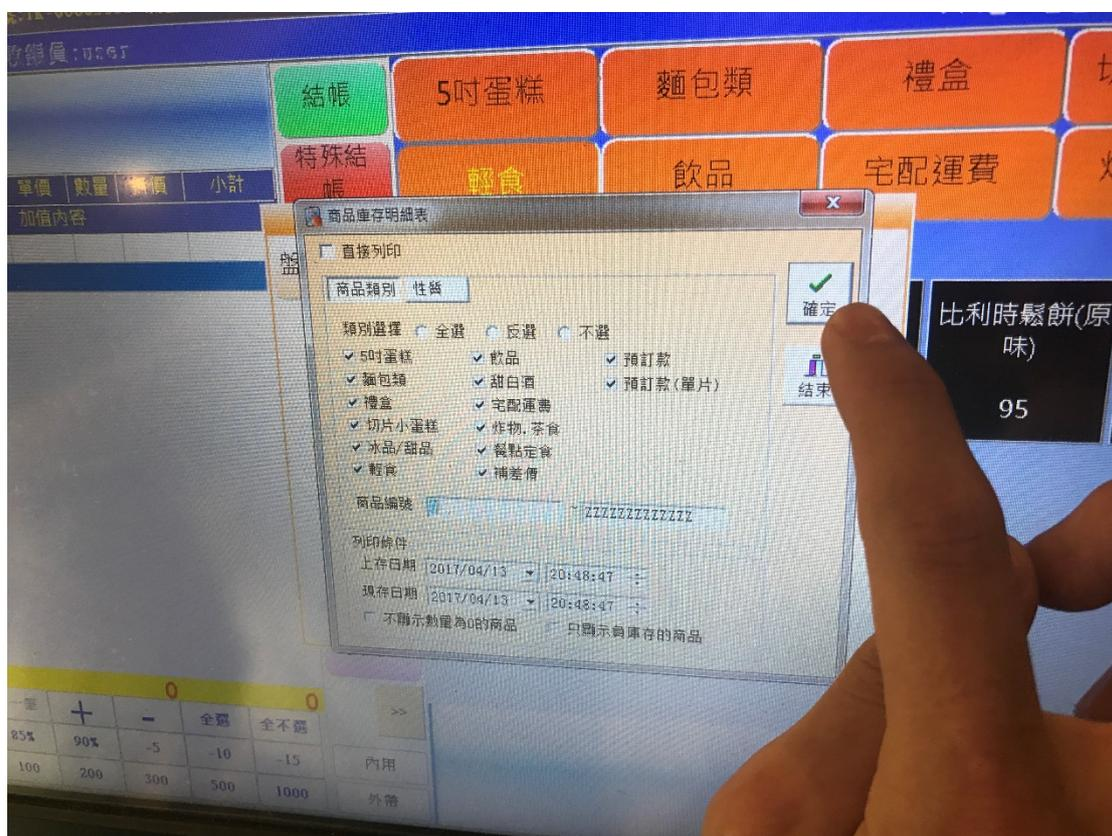 收銀員:user
結帳
5吋蛋糕
麵包類
禮盒
特殊結帳
輕食
飲品
宅配運費
單價 數量 小計
加值內容
商品庫存明細表
直接列印
商品類別 性質
確定
結束
類別選擇 全選 反選 不選
5吋蛋糕 飲品 預訂款
麵包類 甜白酒 預訂款(單片)
禮盒 宅配運費
切片小蛋糕 炸物.茶食
冰品/甜品 餐點定食
輕食 補差價
商品編號 ~ ZZZZZZZZZZZZZ
列印條件
上存日期 2017/04/13 20:48:47
現存日期 2017/04/13 20:48:47
不顯示數量為0的商品 只顯示負庫存的商品
比利時鬆餅(原味)
95
0 0
+ - 全選 全不選 >>
85% 90% -5 -10 -15 內用
100 200 300 500 1000 外帶